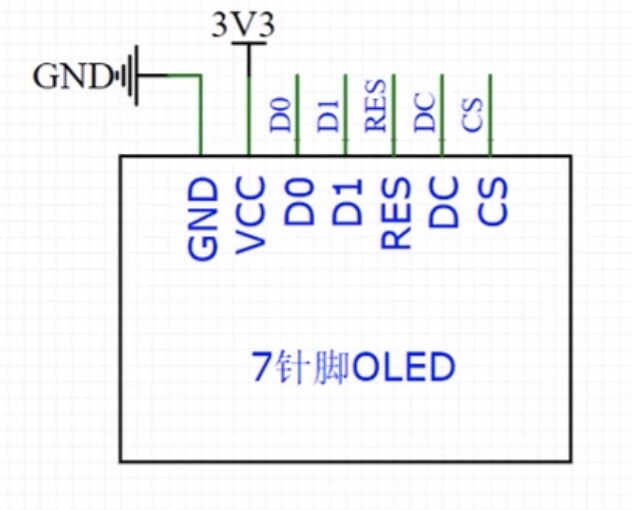 3V3
GND
D0
D1
RES
DC
CS
GND
VCC
D0
D1
RES
DC
CS
7针脚OLED